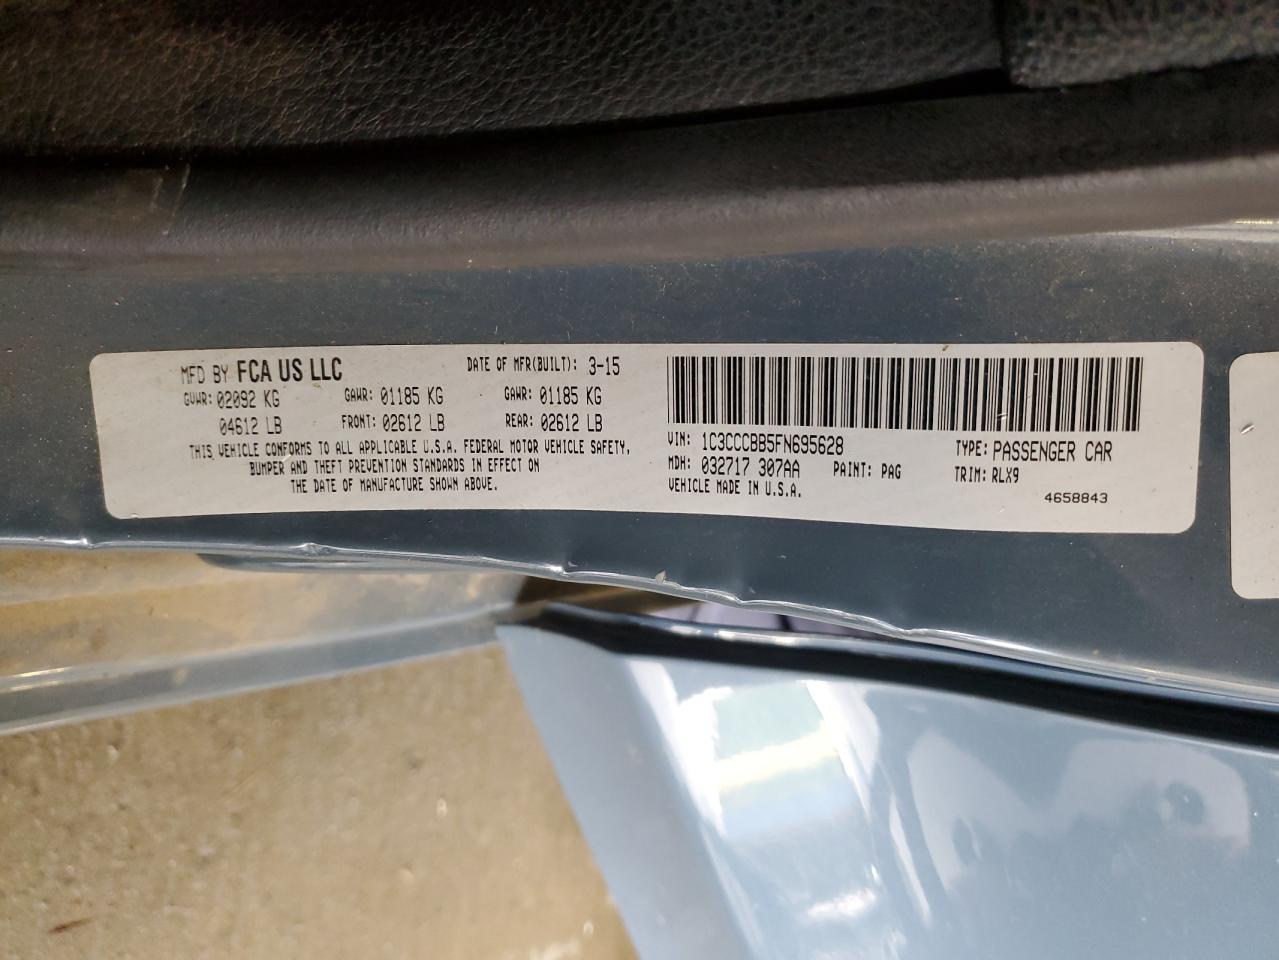 MFD BY FCA US LLC DATE OF MFR(BUILT): 3-15
GVWR: 02092 KG GAWR: 01185 KG GAWR: 01185 KG
04612 LB FRONT: 02612 LB REAR: 02612 LB
THIS VEHICLE CONFORMS TO ALL APPLICABLE U.S.A. FEDERAL MOTOR VEHICLE SAFETY,
BUMPER AND THEFT PREVENTION STANDARDS IN EFFECT ON
THE DATE OF MANUFACTURE SHOWN ABOVE.
VIN: 1C3CCCBB5FN695628 TYPE: PASSENGER CAR
MDH: 032717 307AA PAINT: PAG TRIM: RLX9
VEHICLE MADE IN U.S.A. 4658843